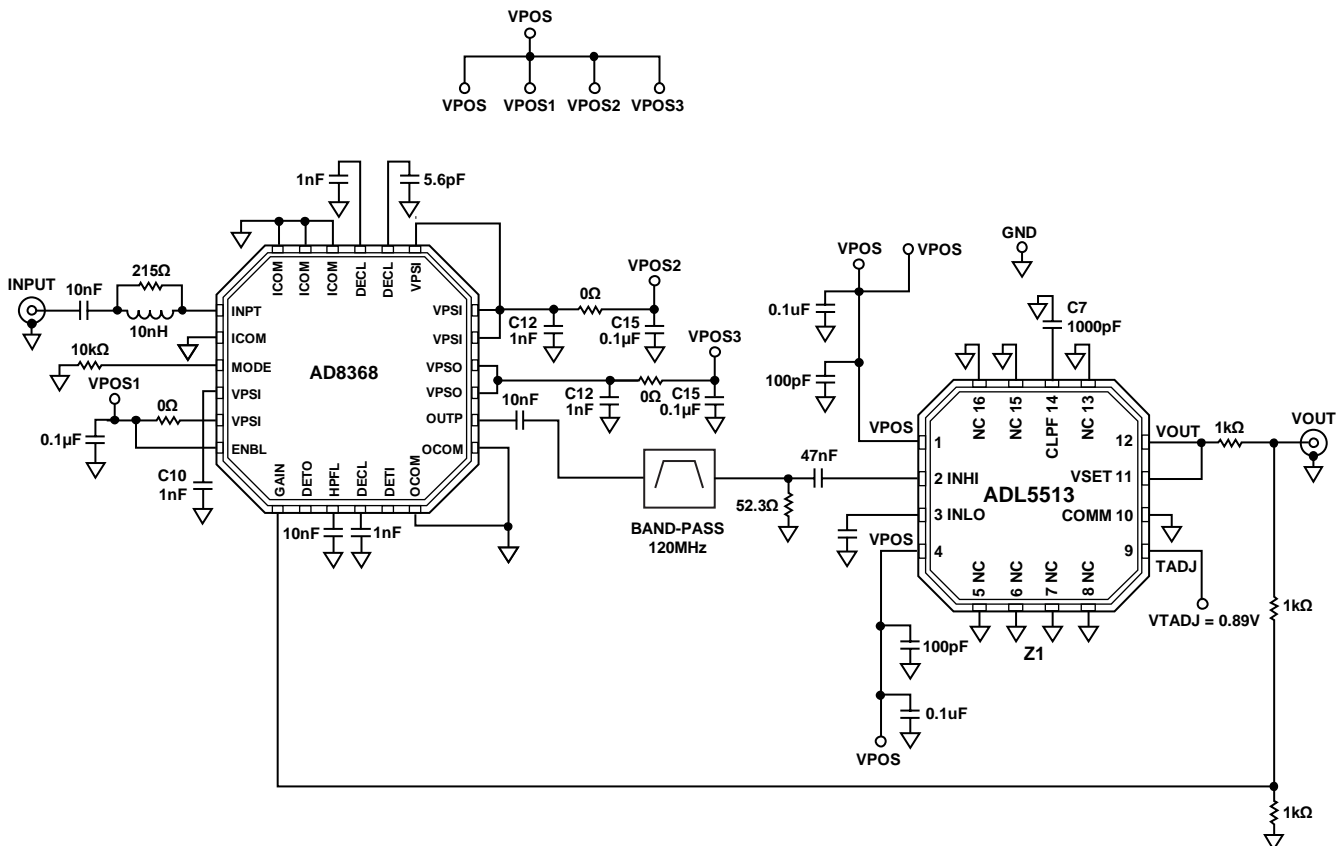 VPOS
VPOS
VPOS1
VPOS2
VPOS3
1nF
5.6pF
GND
INPUT
10nF
215Ω
10nH
ICOM
ICOM
ICOM
DECL
DECL
VPSI
INPT
ICOM
MODE
VPSI
VPSI
ENBL
AD8368
VPSI
VPSI
VPSO
VPSO
OUTP
OCOM
GAIN
DETO
HPFL
DECL
DETI
OCOM
10kΩ
VPOS1
0Ω
0.1µF
C10
1nF
10nF
1nF
VPOS2
0Ω
C12
1nF
C15
0.1µF
VPOS3
C12
1nF
0Ω
C15
0.1µF
10nF
BAND-PASS
120MHz
52.3Ω
47nF
VPOS
VPOS
0.1uF
100pF
C7
1000pF
VPOS
VPOS
NC 16
NC 15
CLPF 14
NC 13
1
2 INHI
3 INLO
4
ADL5513
12
VSET 11
COMM 10
9
5 NC
6 NC
7 NC
8 NC
Z1
VOUT
1kΩ
VOUT
TADJ
VTADJ = 0.89V
1kΩ
100pF
0.1uF
VPOS
1kΩ